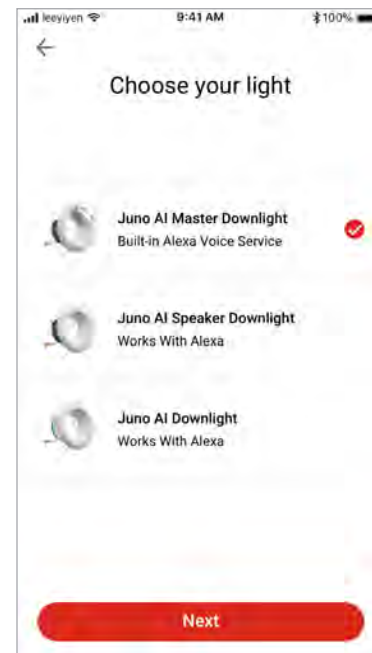 leeyiyen 9:41 AM 100%
Choose your light
Juno AI Master Downlight
Built-in Alexa Voice Service
Juno AI Speaker Downlight
Works With Alexa
Juno AI Downlight
Works With Alexa
Next